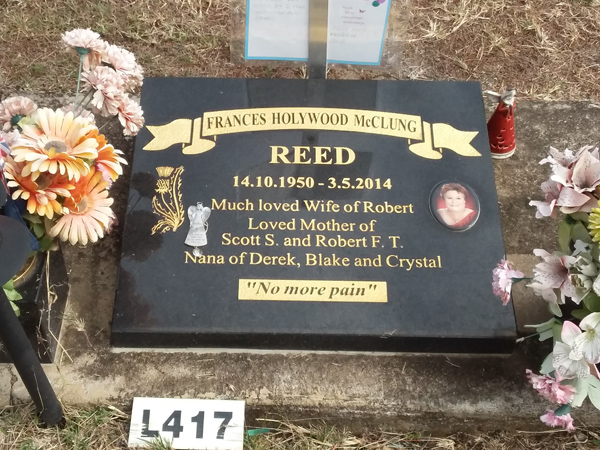 FRANCES HOLYWOOD McCLUNG
REED
14.10.1950 - 3.5.2014
Much loved Wife of Robert
Loved Mother of
Scott S. and Robert F. T.
Nana of Derek, Blake and Crystal
"No more pain"
L417